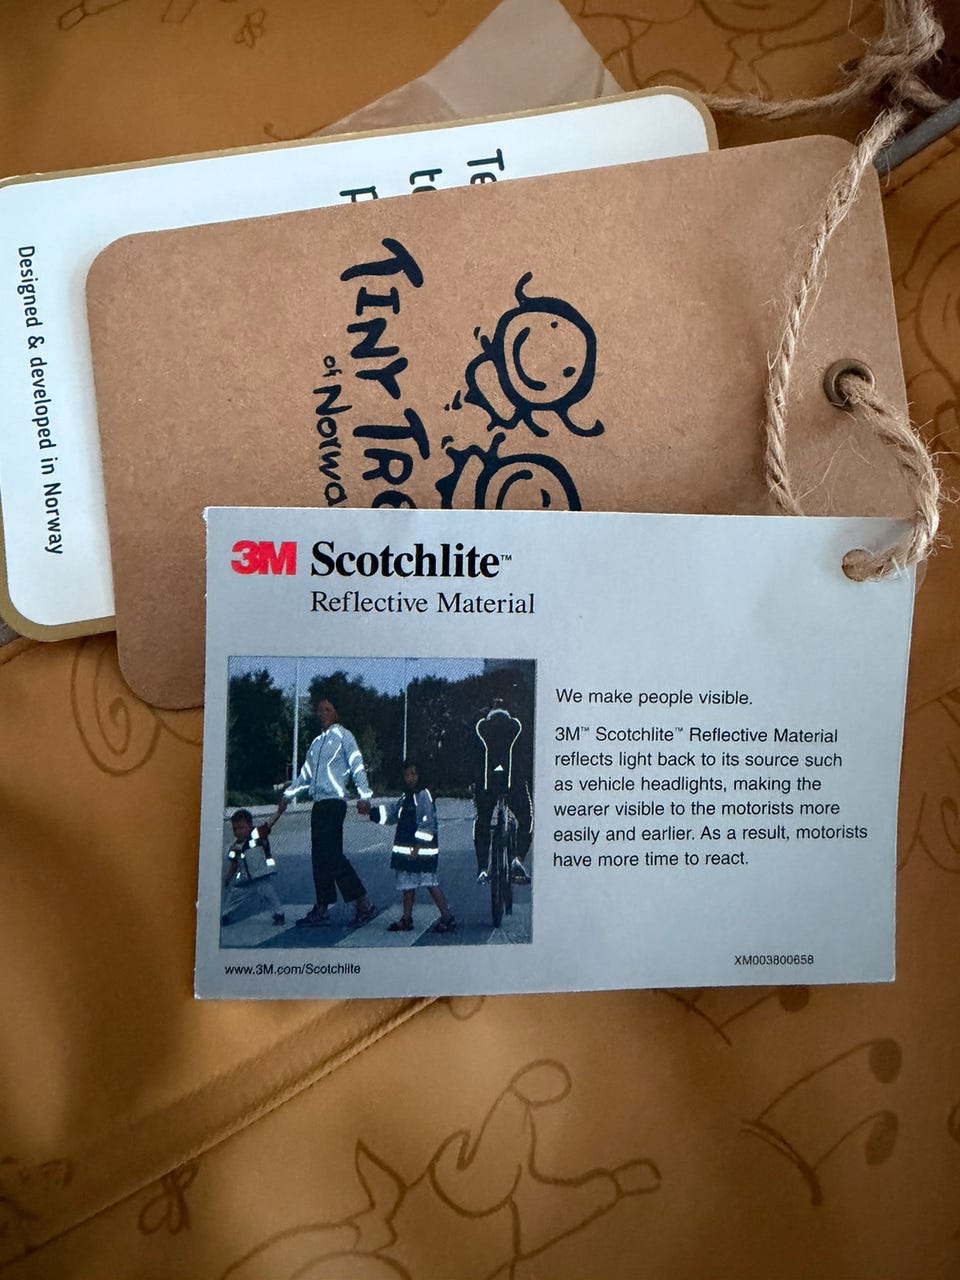 Designed & developed in Norway
TINY
of
3M Scotchlite™
Reflective Material
We make people visible.
3M™ Scotchlite™ Reflective Material
reflects light back to its source such
as vehicle headlights, making the
wearer visible to the motorists more
easily and earlier. As a result, motorists
have more time to react.
www.3M.com/Scotchlite
XM003800658